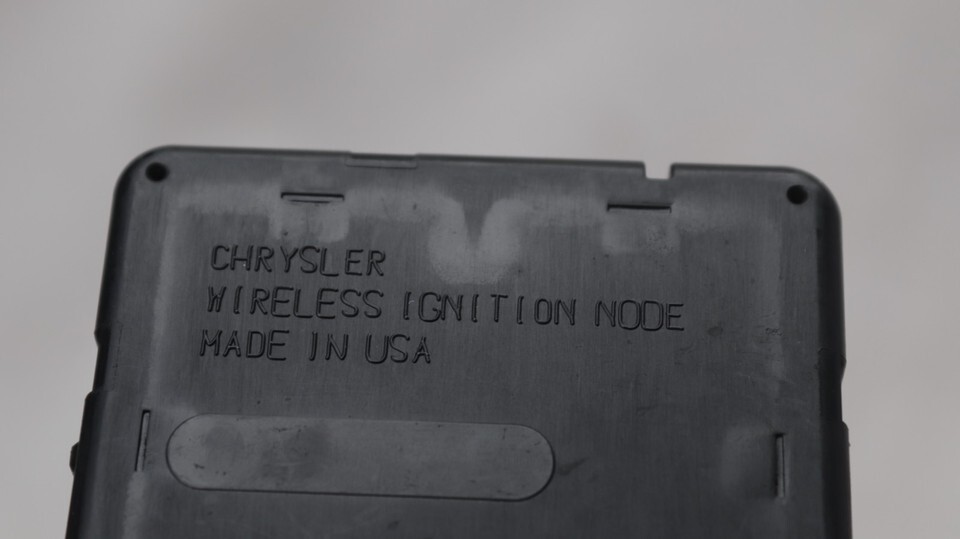 CHRYSLER
WIRELESS IGNITION NODE
MADE IN USA